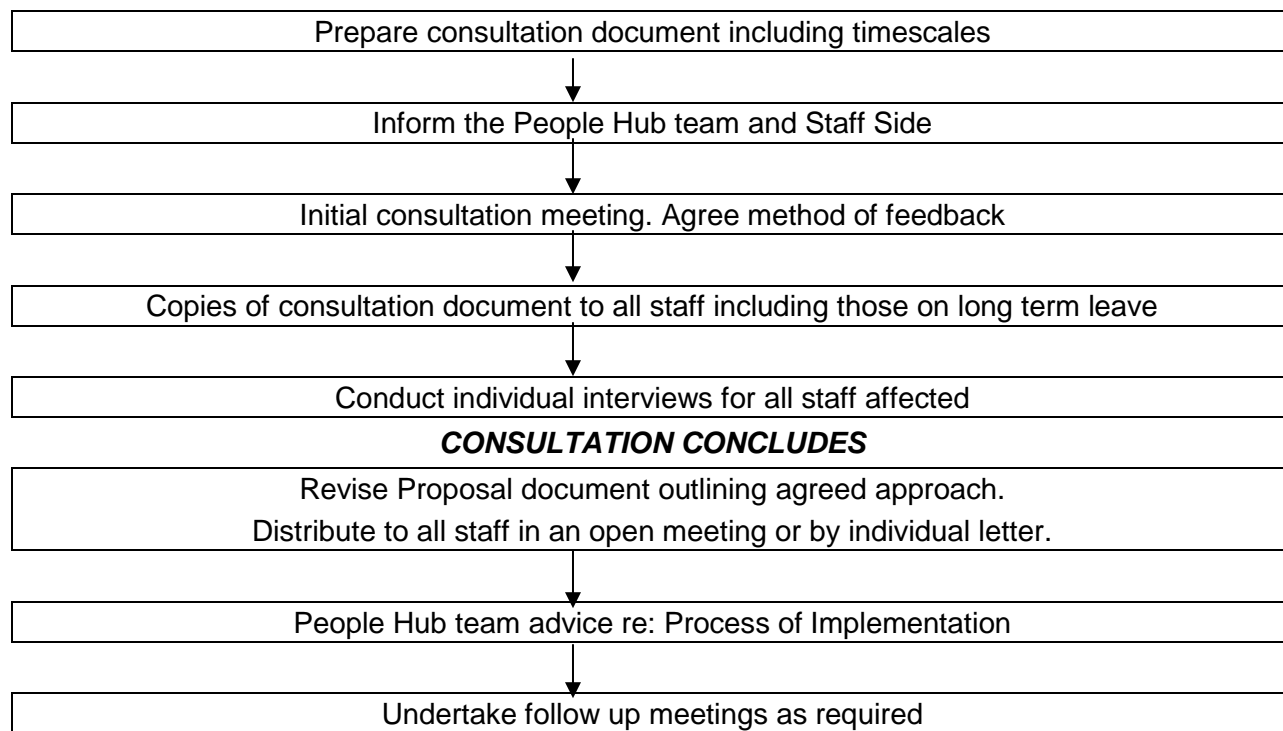 Prepare consultation document including timescales
Inform the People Hub team and Staff Side
Initial consultation meeting. Agree method of feedback
Copies of consultation document to all staff including those on long term leave
Conduct individual interviews for all staff affected
CONSULTATION CONCLUDES
Revise Proposal document outlining agreed approach.
Distribute to all staff in an open meeting or by individual letter.
People Hub team advice re: Process of Implementation
Undertake follow up meetings as required